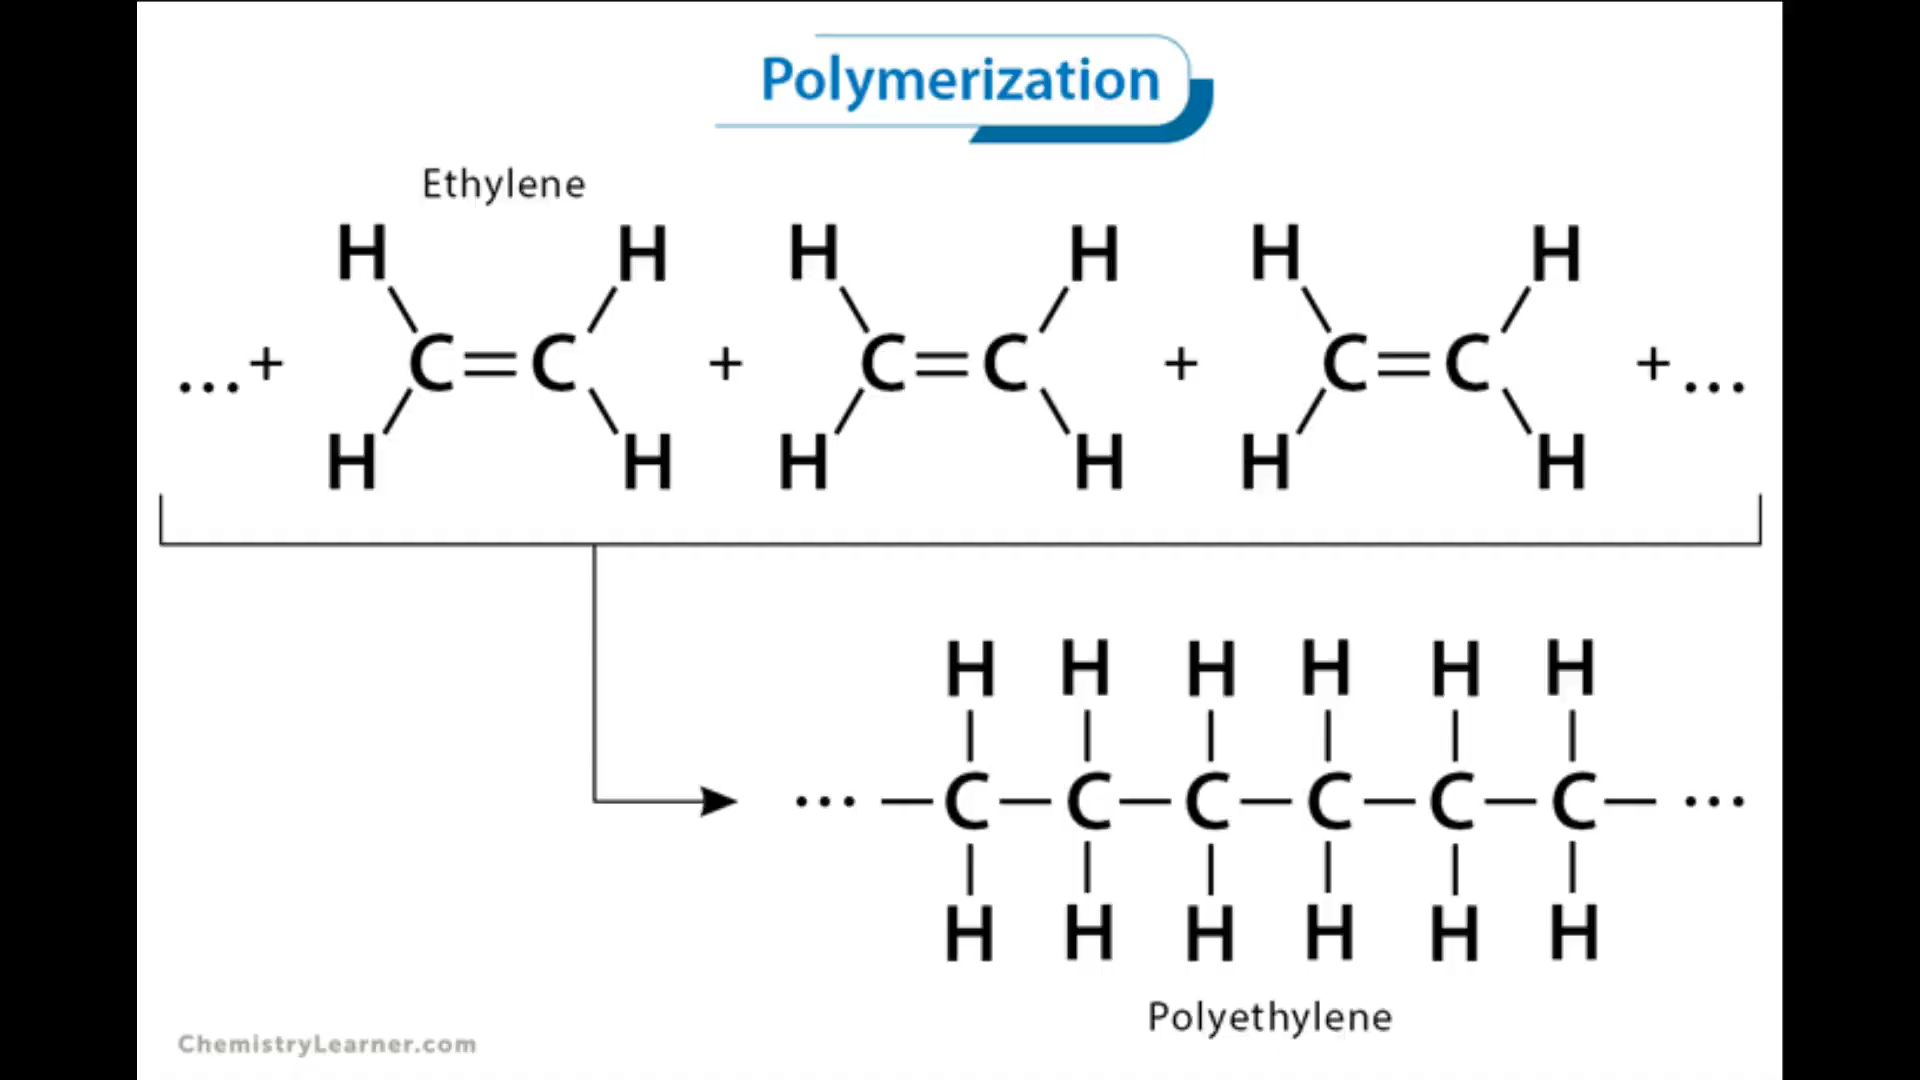 Polymerization
Ethylene
H H H H H H
...+ C=C + C=C + C=C +...
H H H H H H
H H H H H H
... —C—C—C—C—C—C— ...
H H H H H H
Polyethylene
ChemistryLearner.com